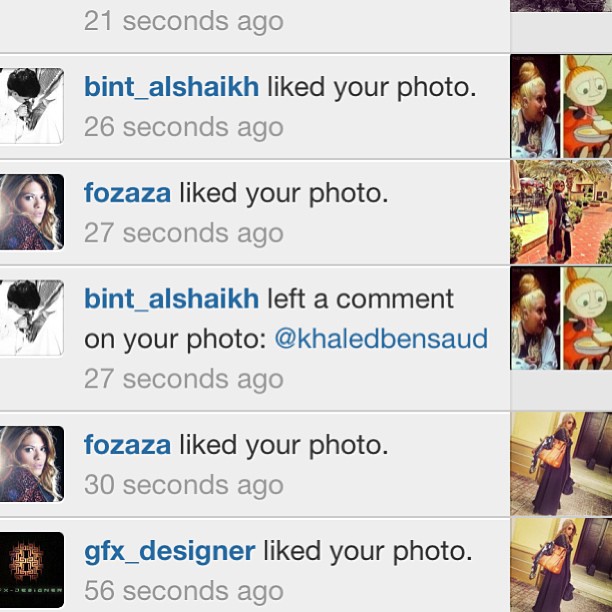 21 seconds ago
bint_alshaikh liked your photo.
26 seconds ago
fozaza liked your photo.
27 seconds ago
bint_alshaikh left a comment
on your photo: @khaledbensaud
27 seconds ago
fozaza liked your photo.
30 seconds ago
gfx_designer liked your photo.
FX-DESIGNER
56 seconds ago